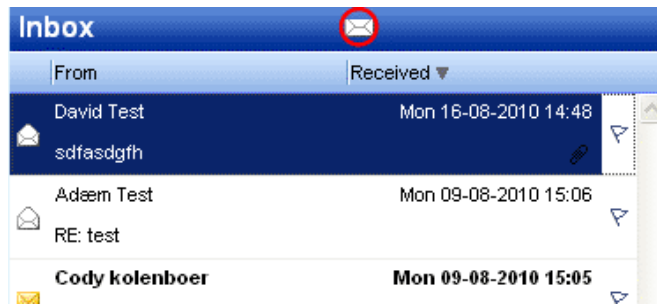 Inbox
From Received
David Test Mon 16-08-2010 14:48
sdfasdgfh
Adæm Test Mon 09-08-2010 15:06
RE: test
Cody kolenboer Mon 09-08-2010 15:05